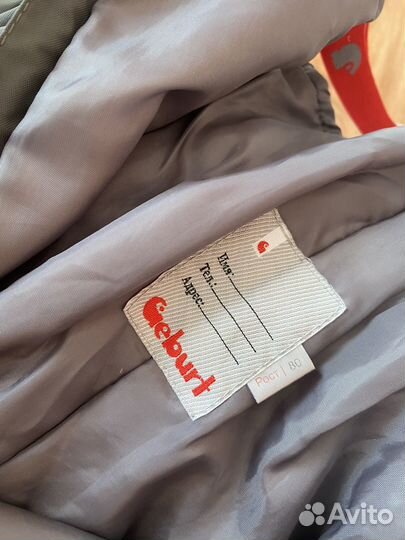 Имя:
Тел.:
Адрес:
Geburt
Рост | 80
Avito